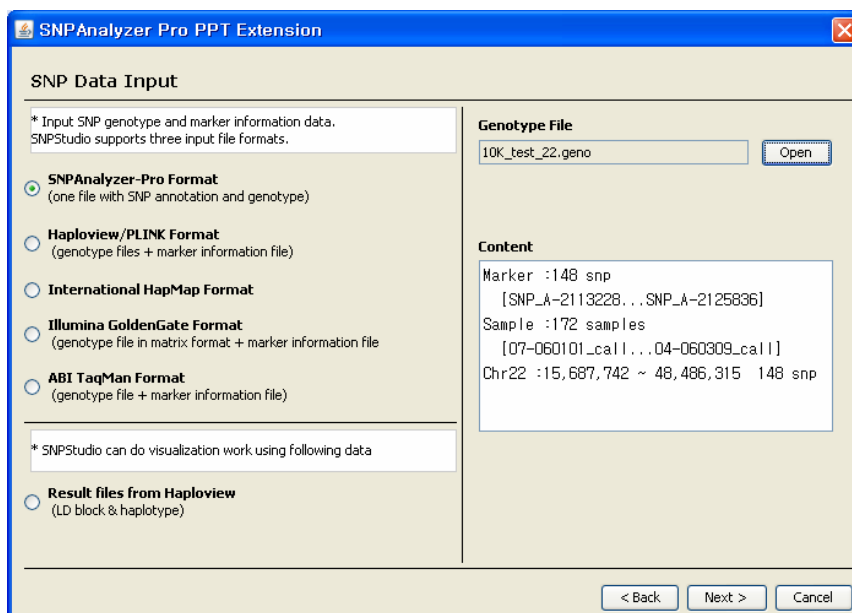 SNPAnalyzer Pro PPT Extension
SNP Data Input
* Input SNP genotype and marker information data.
SNPStudio supports three input file formats.
SNPAnalyzer-Pro Format
(one file with SNP annotation and genotype)
Haploview/PLINK Format
(genotype files + marker information file)
International HapMap Format
Illumina GoldenGate Format
(genotype file in matrix format + marker information file
ABI TaqMan Format
(genotype file + marker information file)
* SNPStudio can do visualization work using following data
Result files from Haploview
(LD block & haplotype)
Genotype File
10K_test_22.geno
Open
Content
Marker :148 snp
[SNP_A-2113228...SNP_A-2125836]
Sample :172 samples
[07-060101_call...04-060309_call]
Chr22 :15,687,742 ~ 48,486,315 148 snp
< Back
Next >
Cancel